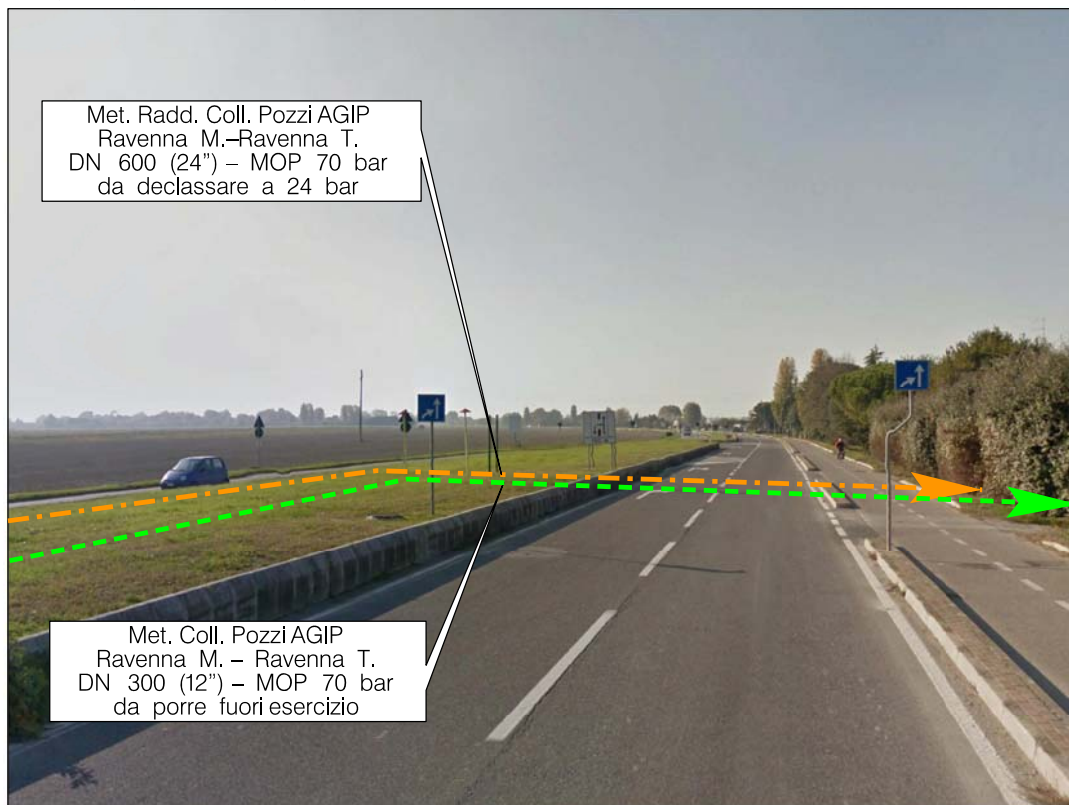 Met. Radd. Coll. Pozzi AGIP
Ravenna M.–Ravenna T.
DN 600 (24") – MOP 70 bar
da declassare a 24 bar
Met. Coll. Pozzi AGIP
Ravenna M. – Ravenna T.
DN 300 (12") – MOP 70 bar
da porre fuori esercizio